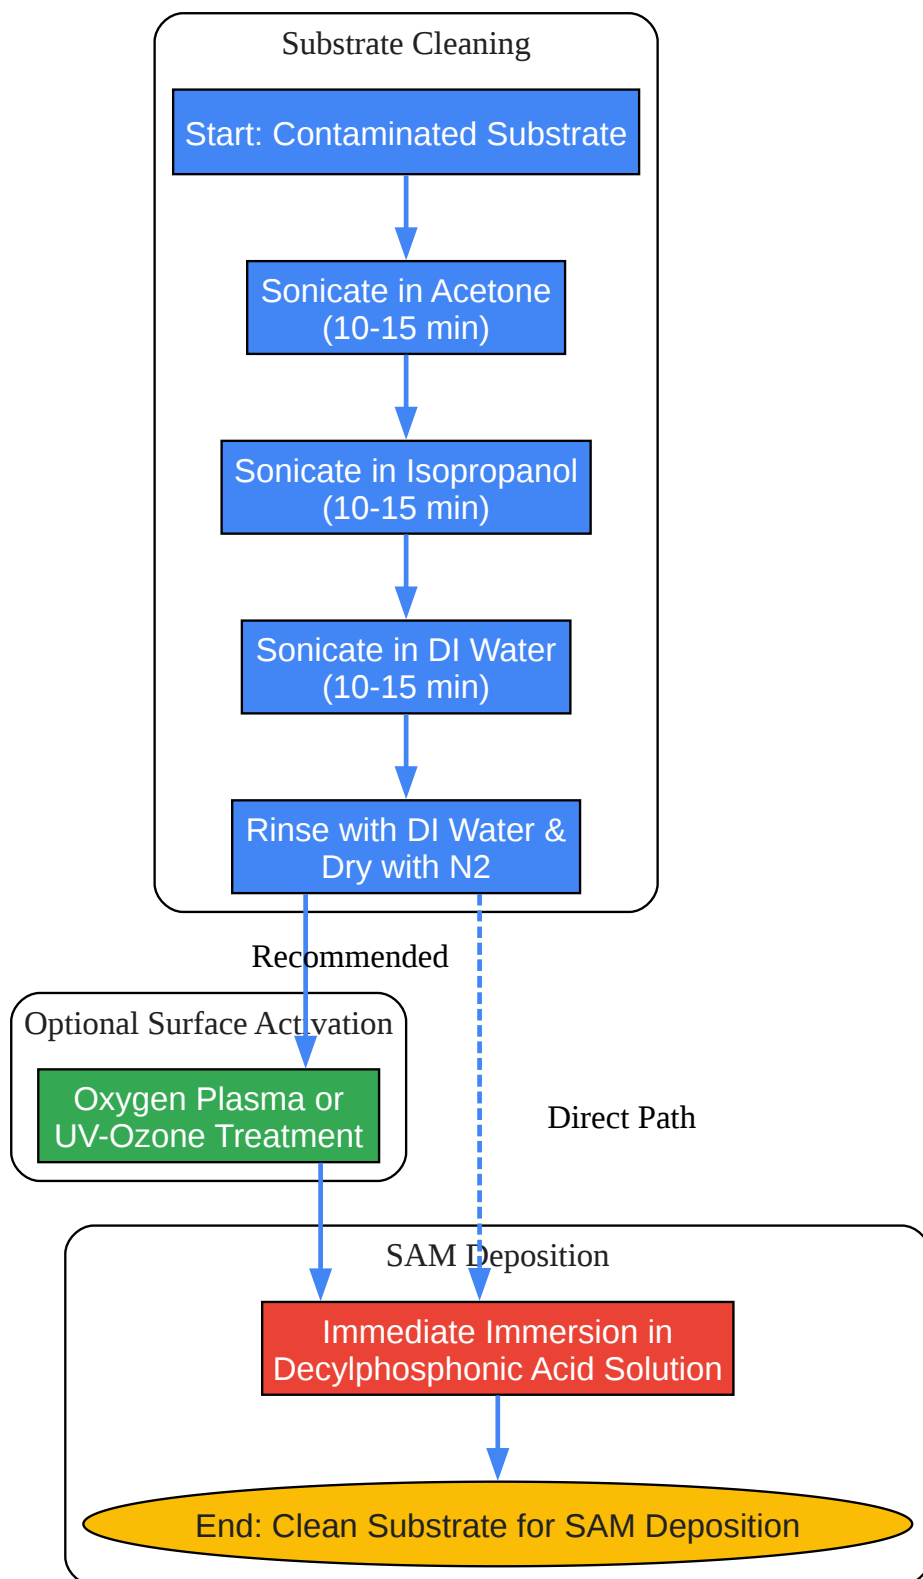 Substrate Cleaning
Start: Contaminated Substrate
Sonicate in Acetone
(10-15 min)
Sonicate in Isopropanol
(10-15 min)
Sonicate in DI Water
(10-15 min)
Rinse with DI Water &
Dry with N2
Recommended
Optional Surface Activation
Oxygen Plasma or
UV-Ozone Treatment
Direct Path
SAM Deposition
Immediate Immersion in
Decylphosphonic Acid Solution
End: Clean Substrate for SAM Deposition